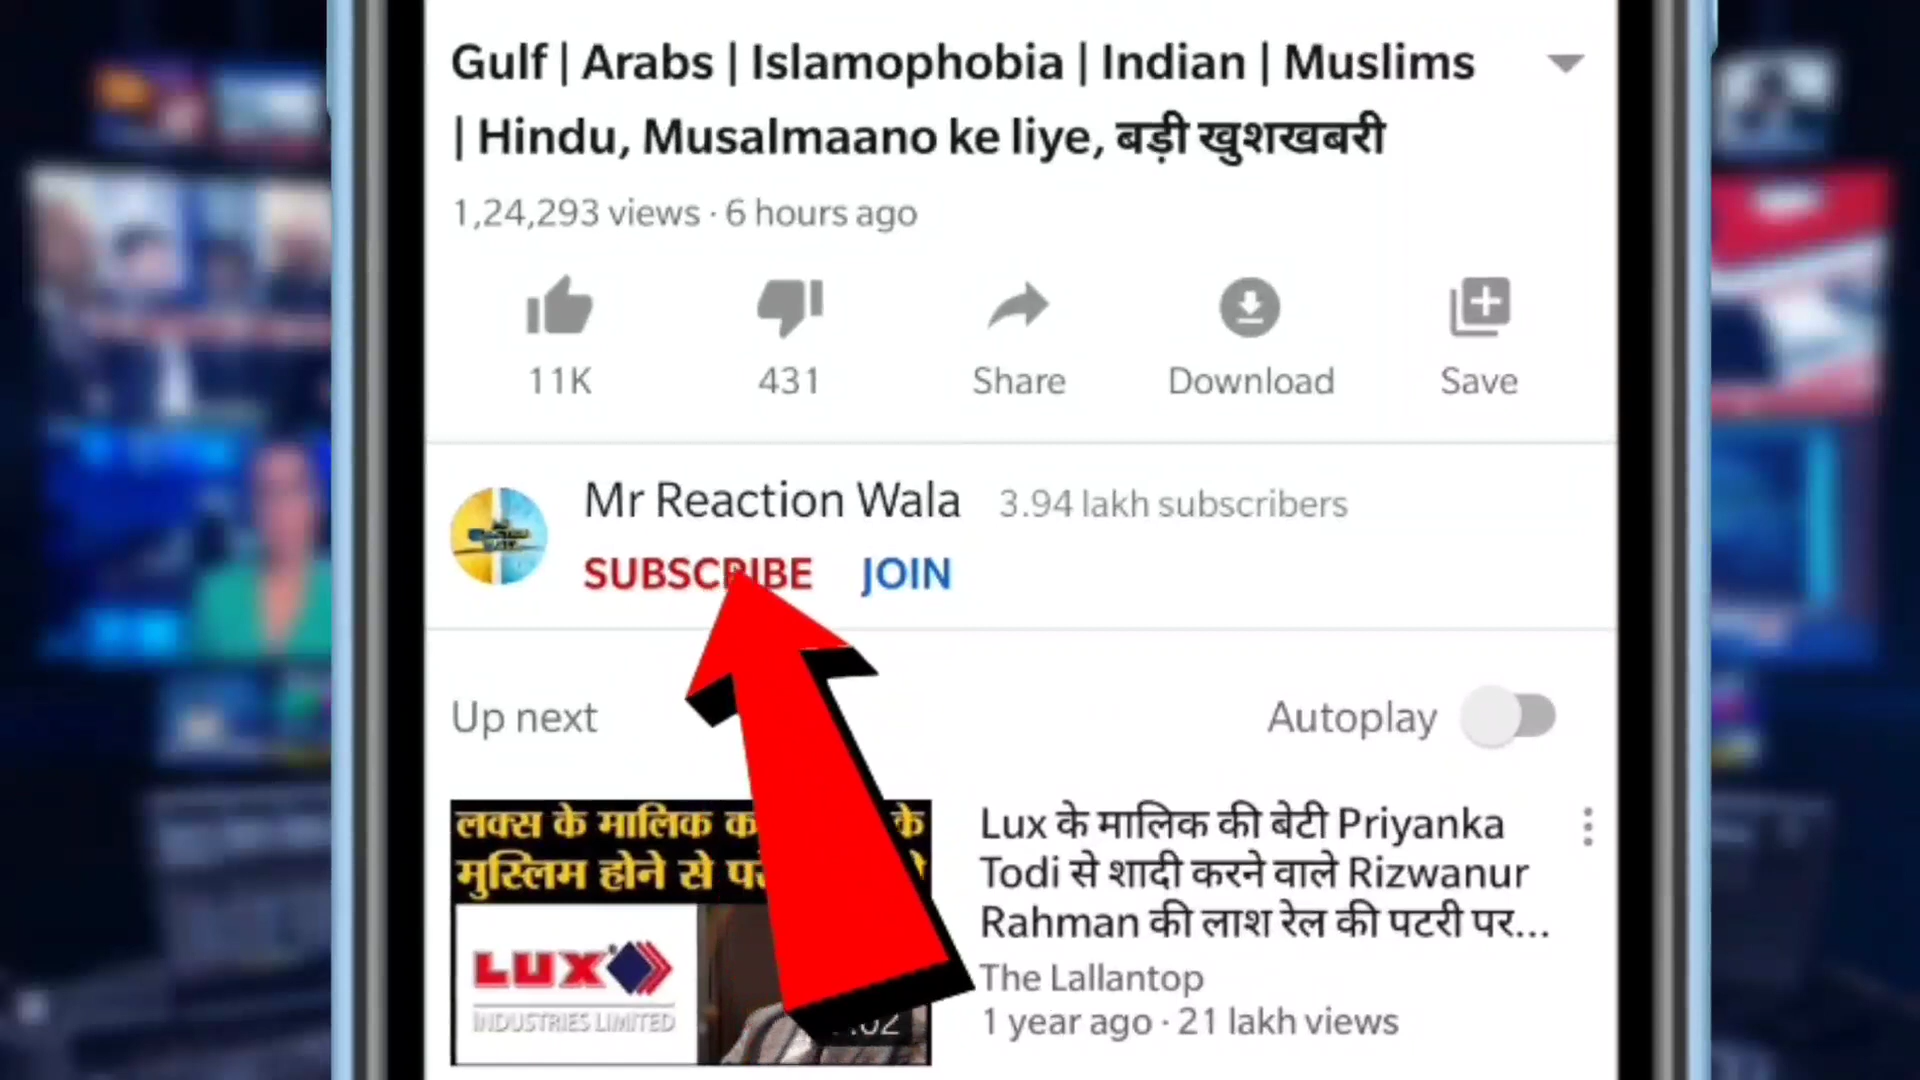 Gulf | Arabs | Islamophobia | Indian | Muslims
| Hindu, Musalmaano ke liye, बड़ी खुशखबरी
1,24,293 views · 6 hours ago
11K 431 Share Download Save
Mr Reaction Wala 3.94 lakh subscribers
SUBSCRIBE JOIN
Up next Autoplay
लक्स के मालिक के
मुस्लिम होने से
LUX
INDUSTRIES LIMITED
Lux के मालिक की बेटी Priyanka
Todi से शादी करने वाले Rizwanur
Rahman की लाश रेल की पटरी पर...
The Lallantop
1 year ago · 21 lakh views